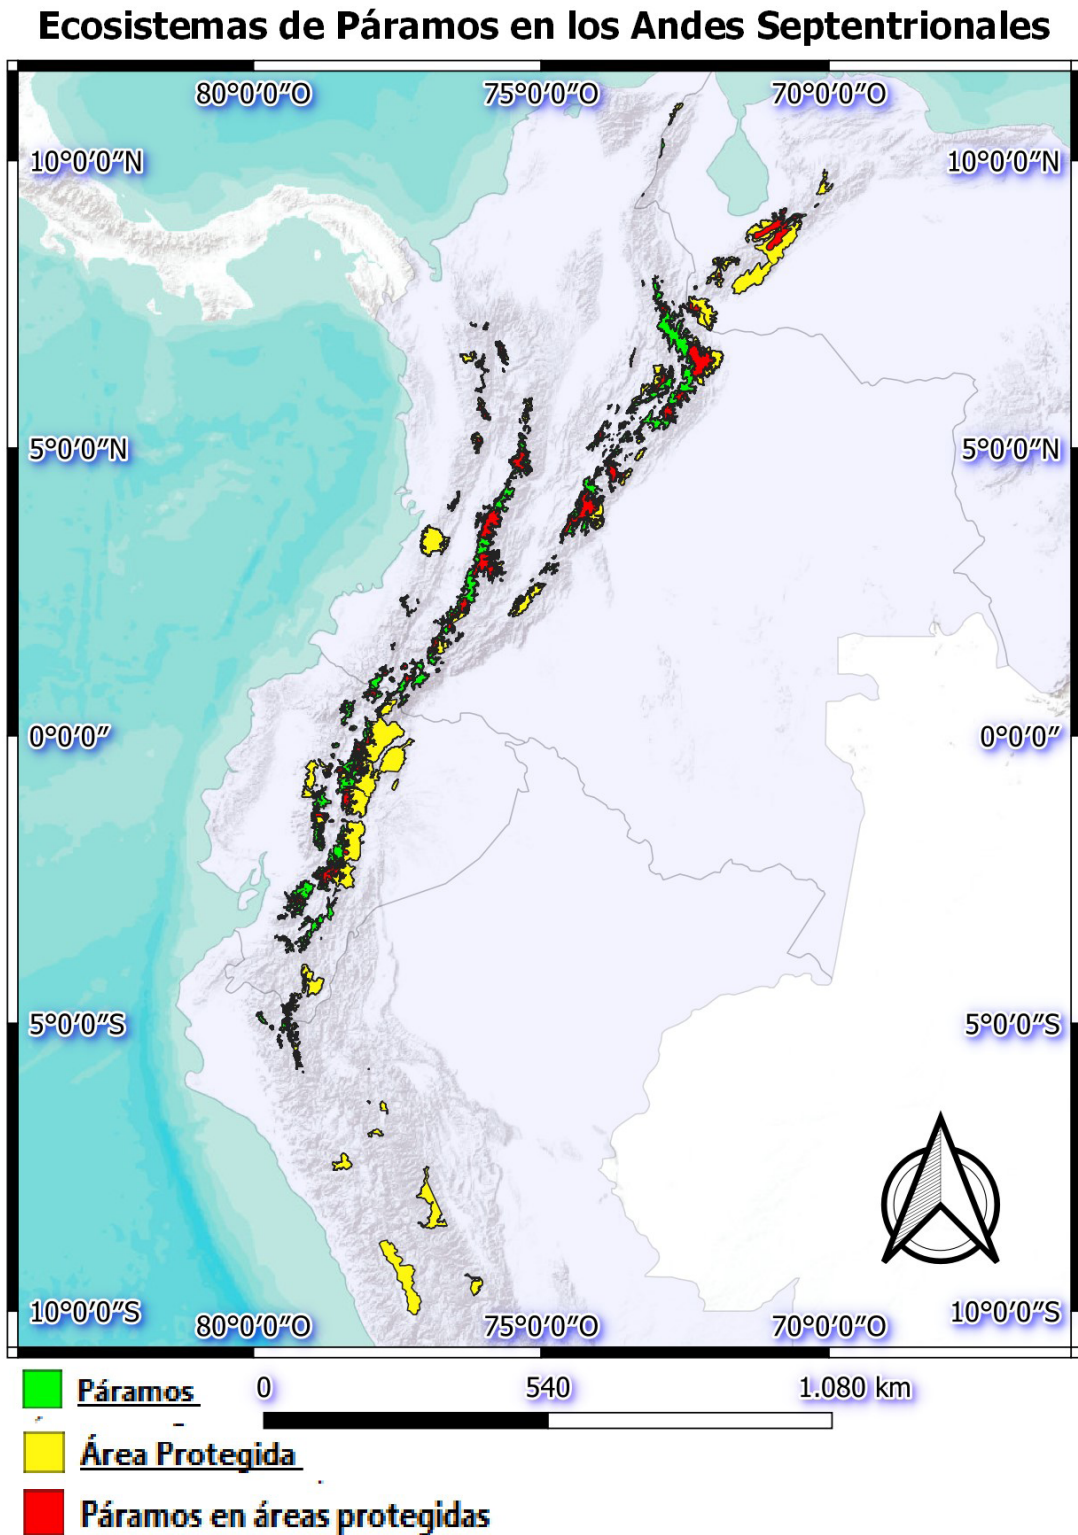 Ecosistemas de Páramos en los Andes Septentrionales
80°0′0″O 75°0′0″O 70°0′0″O
10°0′0″N 10°0′0″N
5°0′0″N 5°0′0″N
0°0′0″ 0°0′0″
5°0′0″S 5°0′0″S
10°0′0″S 10°0′0″S
80°0′0″O 75°0′0″O 70°0′0″O
Páramos 0 540 1.080 km
Área Protegida
Páramos en áreas protegidas